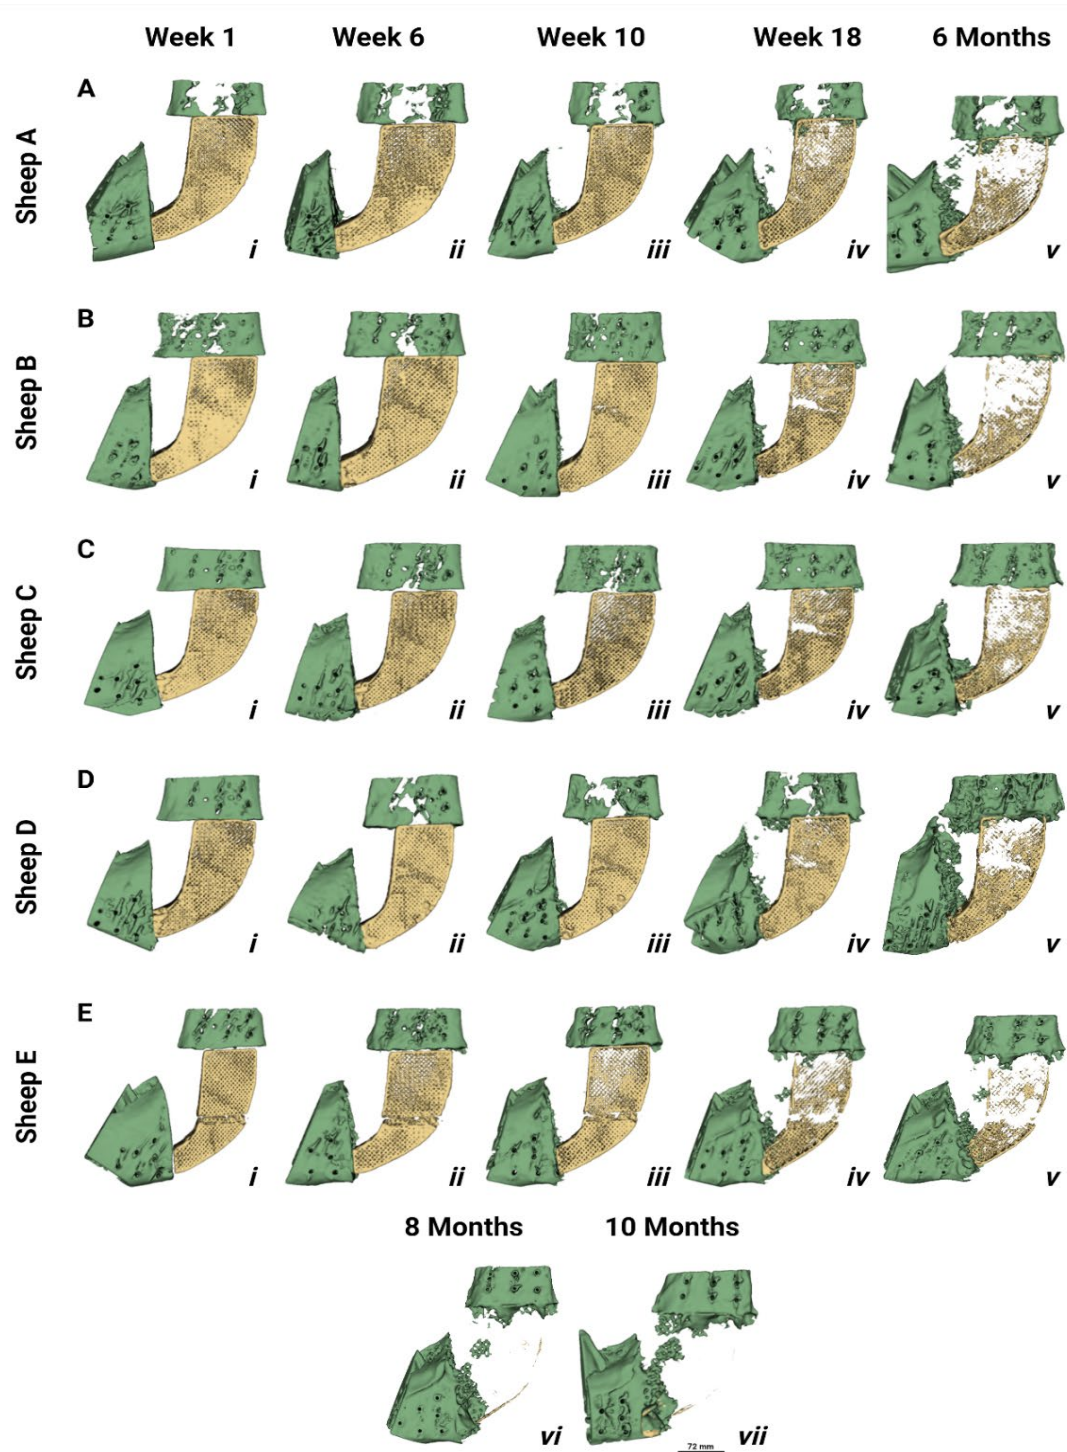 Week 1 Week 6 Week 10 Week 18 6 Months
A
Sheep A
i ii iii iv v
B
Sheep B
i ii iii iv v
C
Sheep C
i ii iii iv v
D
Sheep D
i ii iii iv v
E
Sheep E
i ii iii iv v
8 Months 10 Months
vi vii
72 mm